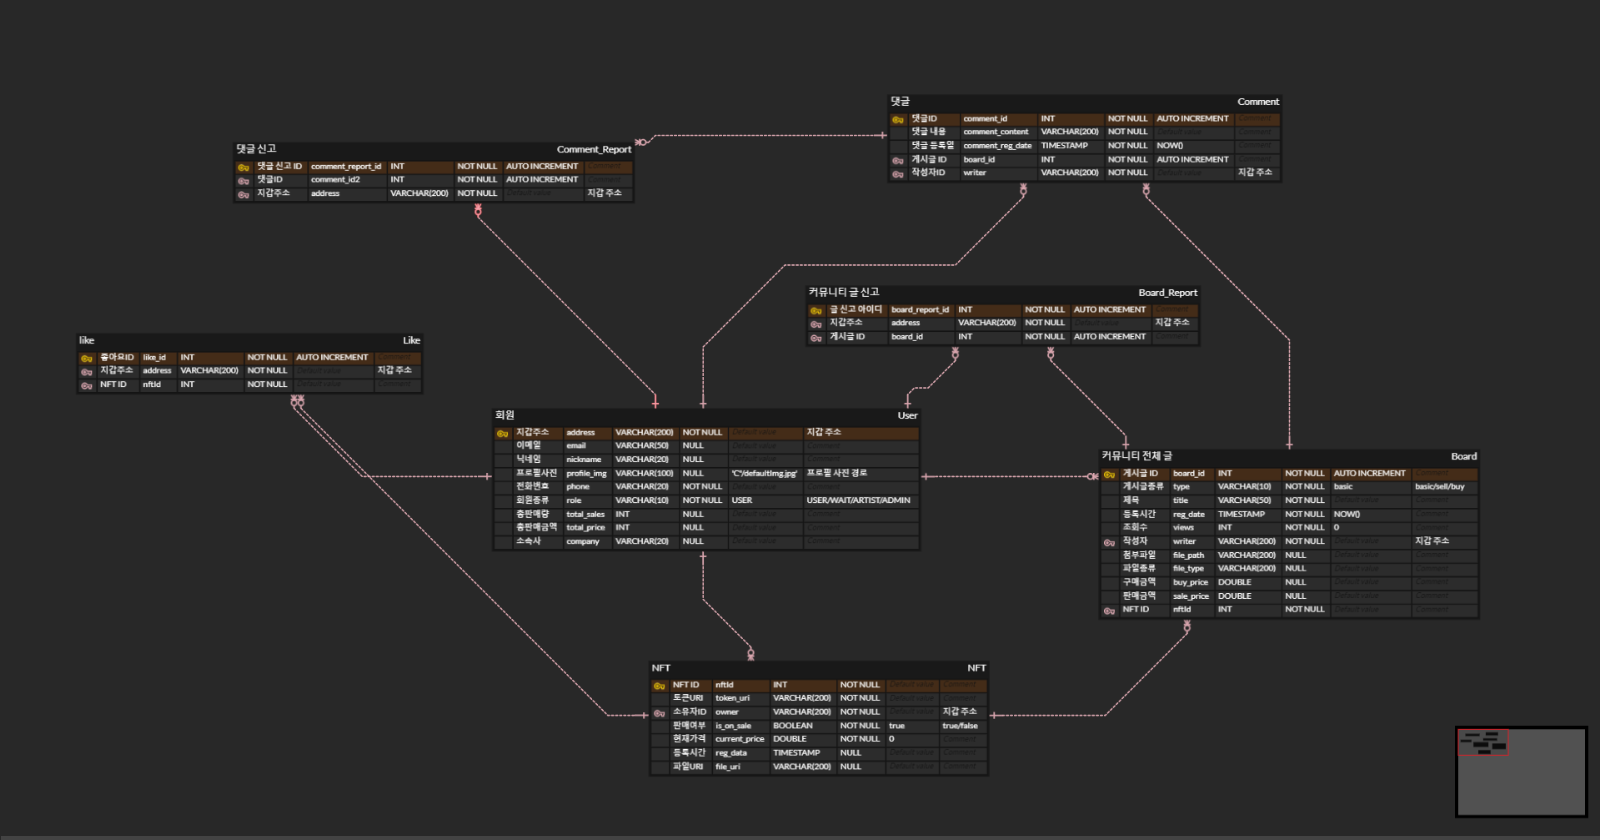 댓글 Comment
댓글ID comment_id INT NOT NULL AUTO INCREMENT Comment
댓글 내용 comment_content VARCHAR(200) NOT NULL Default value Comment
댓글 등록일 comment_reg_date TIMESTAMP NOT NULL NOW() Comment
게시글 ID board_id INT NOT NULL AUTO INCREMENT Comment
작성자ID writer VARCHAR(200) NOT NULL Default value 지갑 주소
댓글 신고 Comment_Report
댓글 신고 ID comment_report_id INT NOT NULL AUTO INCREMENT Comment
댓글ID comment_id2 INT NOT NULL AUTO INCREMENT Comment
지갑주소 address VARCHAR(200) NOT NULL Default value 지갑 주소
커뮤니티 글 신고 Board_Report
글 신고 아이디 board_report_id INT NOT NULL AUTO INCREMENT Comment
지갑주소 address VARCHAR(200) NOT NULL Default value 지갑 주소
게시글 ID board_id INT NOT NULL AUTO INCREMENT Comment
like Like
좋아요ID like_id INT NOT NULL AUTO INCREMENT Comment
지갑주소 address VARCHAR(200) NOT NULL Default value 지갑 주소
NFT ID nftId INT NOT NULL Default value Comment
회원 User
지갑주소 address VARCHAR(200) NOT NULL Default value 지갑 주소
이메일 email VARCHAR(50) NULL Default value Comment
닉네임 nickname VARCHAR(20) NULL Default value Comment
프로필사진 profile_img VARCHAR(100) NULL "C"/defaultImg.jpg' 프로필 사진 경로
전화번호 phone VARCHAR(20) NOT NULL Default value Comment
회원종류 role VARCHAR(10) NOT NULL USER USER/WAIT/ARTIST/ADMIN
총판매량 total_sales INT NULL Default value Comment
총판매금액 total_price INT NULL Default value Comment
소속사 company VARCHAR(20) NULL Default value Comment
커뮤니티 전체 글 Board
게시글 ID board_id INT NOT NULL AUTO INCREMENT Comment
게시글종류 type VARCHAR(10) NOT NULL basic basic/sell/buy
제목 title VARCHAR(50) NOT NULL Default value Comment
등록시간 reg_date TIMESTAMP NOT NULL NOW() Comment
조회수 views INT NOT NULL 0 Comment
작성자 writer VARCHAR(200) NOT NULL Default value 지갑 주소
첨부파일 file_path VARCHAR(200) NULL Default value Comment
파일종류 file_type VARCHAR(200) NULL Default value Comment
구매금액 buy_price DOUBLE NULL Default value Comment
판매금액 sale_price DOUBLE NULL Default value Comment
NFT ID nftId INT NOT NULL Default value Comment
NFT NFT
NFT ID nftId INT NOT NULL Default value Comment
토큰URI token_uri VARCHAR(200) NOT NULL Default value Comment
소유자ID owner VARCHAR(200) NOT NULL Default value 지갑 주소
판매여부 is_on_sale BOOLEAN NOT NULL true true/false
현재가격 current_price DOUBLE NOT NULL 0 Comment
등록시간 reg_data TIMESTAMP NULL Default value Comment
파일URI file_uri VARCHAR(200) NULL Default value Comment